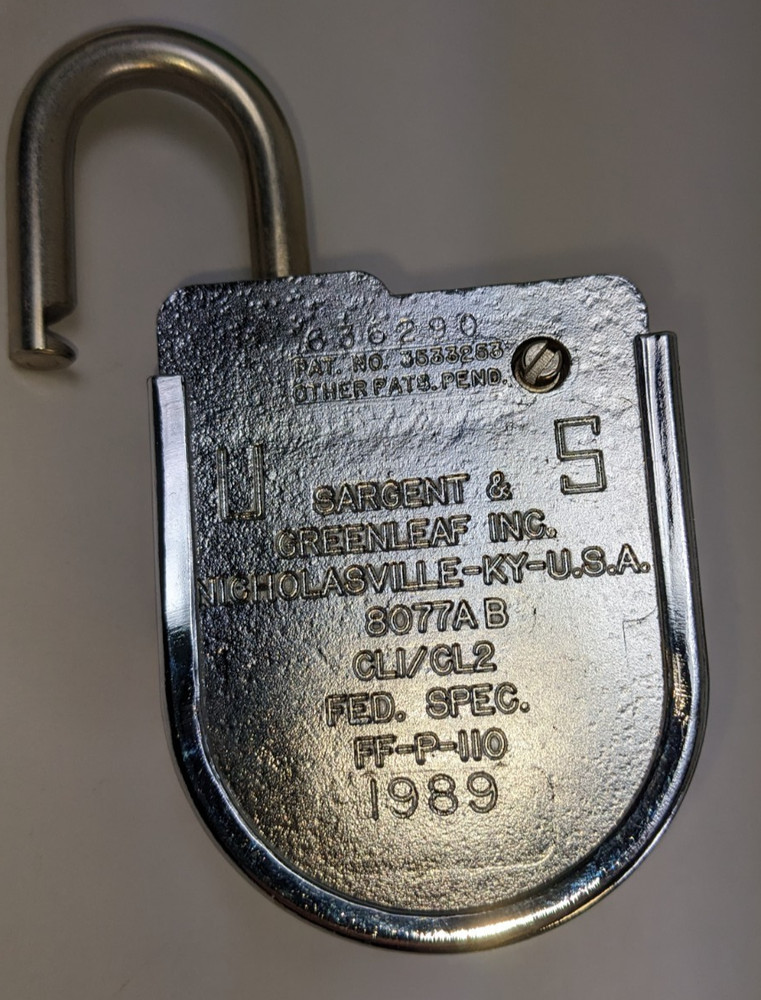 636290
PAT. NO. 3533253
OTHER PATS. PEND.
U S
SARGENT &
GREENLEAF INC.
NICHOLASVILLE-KY-U.S.A.
8077A B
CL1/CL2
FED. SPEC.
FF-P-110
1989